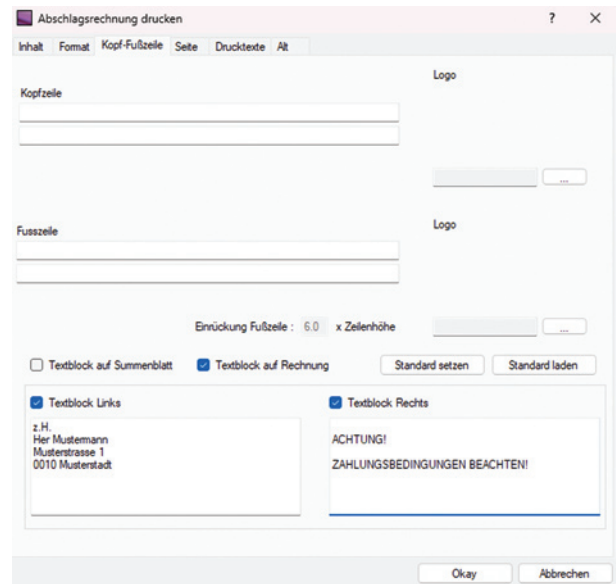 Abschlagsrechnung drucken ? ×
Inhalt Format Kopf-Fußzeile Seite Drucktexte Alt
Logo
Kopfzeile
...
Logo
Fusszeile
Einrückung Fußzeile : 6.0 x Zeilenhöhe ...
Textblock auf Summenblatt Textblock auf Rechnung Standard setzen Standard laden
Textblock Links Textblock Rechts
z.H.
Her Mustermann
Musterstrasse 1
0010 Musterstadt
ACHTUNG!
ZAHLUNGSBEDINGUNGEN BEACHTEN!
Okay Abbrechen